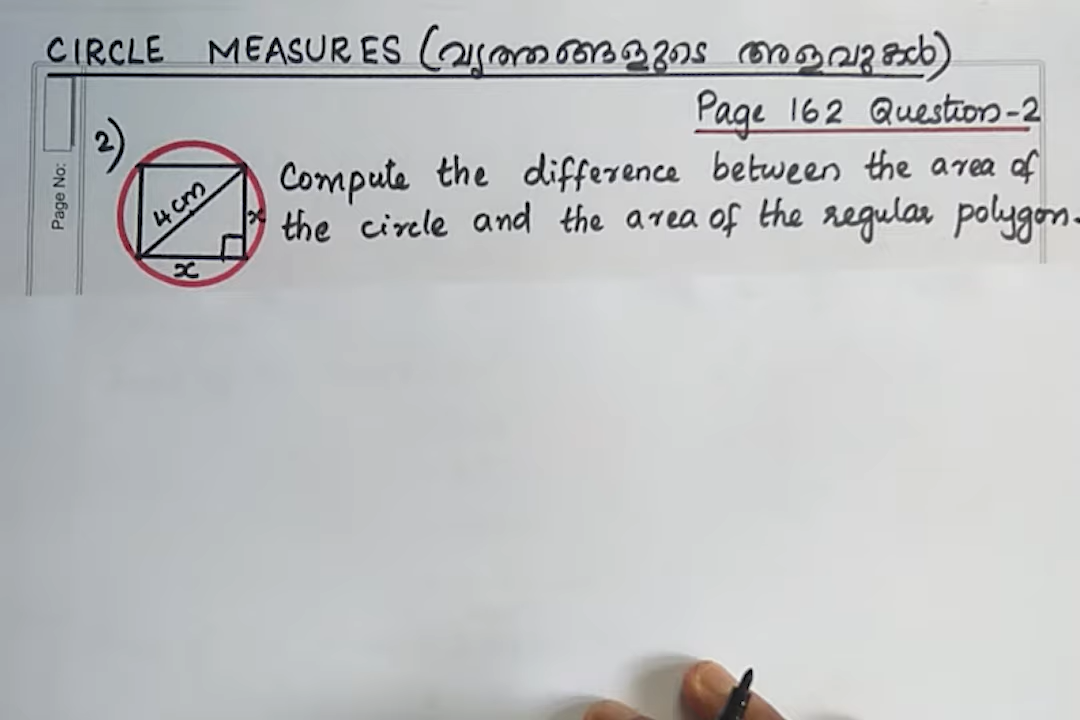 CIRCLE MEASURES (വൃത്തങ്ങളുടെ അളവുകൾ)
Page 162 Question-2
Page No:
2)
4cm
x
x
Compute the difference between the area of
the circle and the area of the regular polygon.